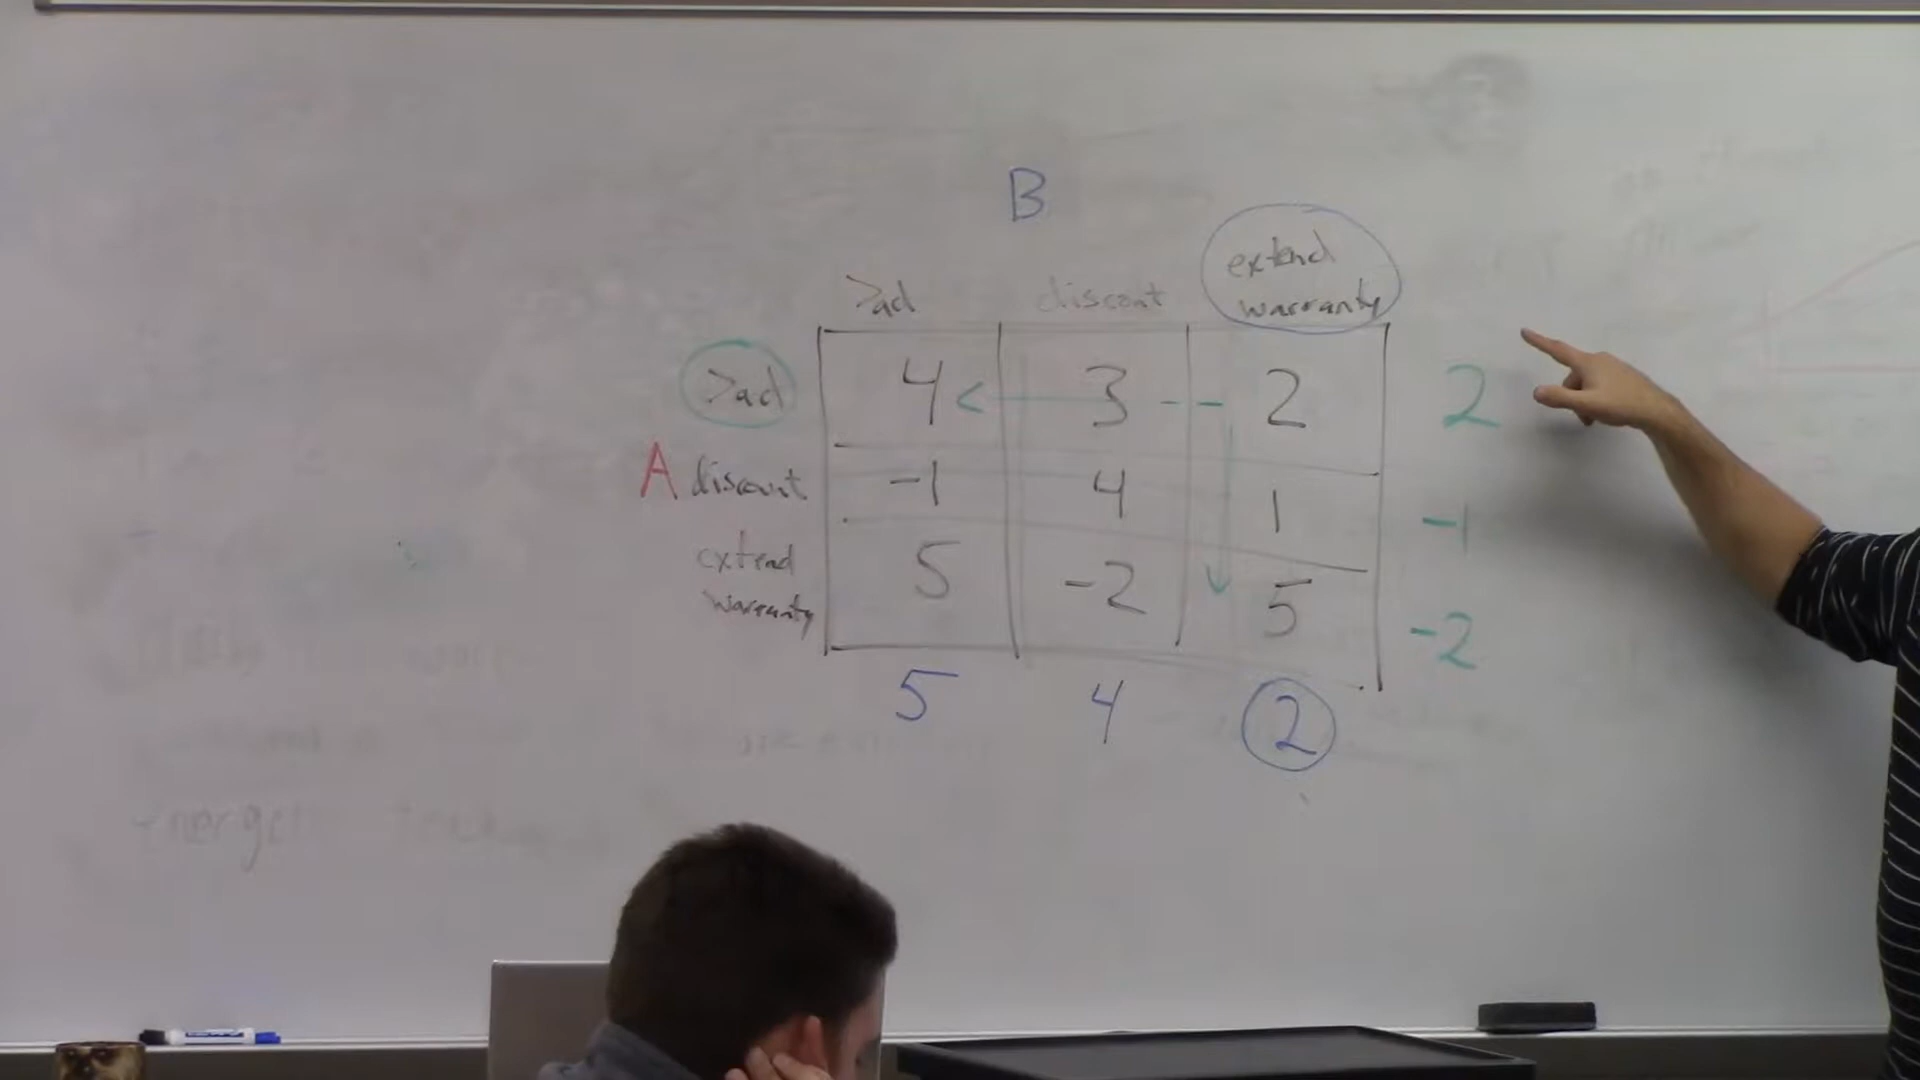 B
>ad discont extend
warranty
>ad 4 < 3 -- 2 2
A discount -1 4 1 -1
extend
warranty 5 -2 5 -2
5 4 2